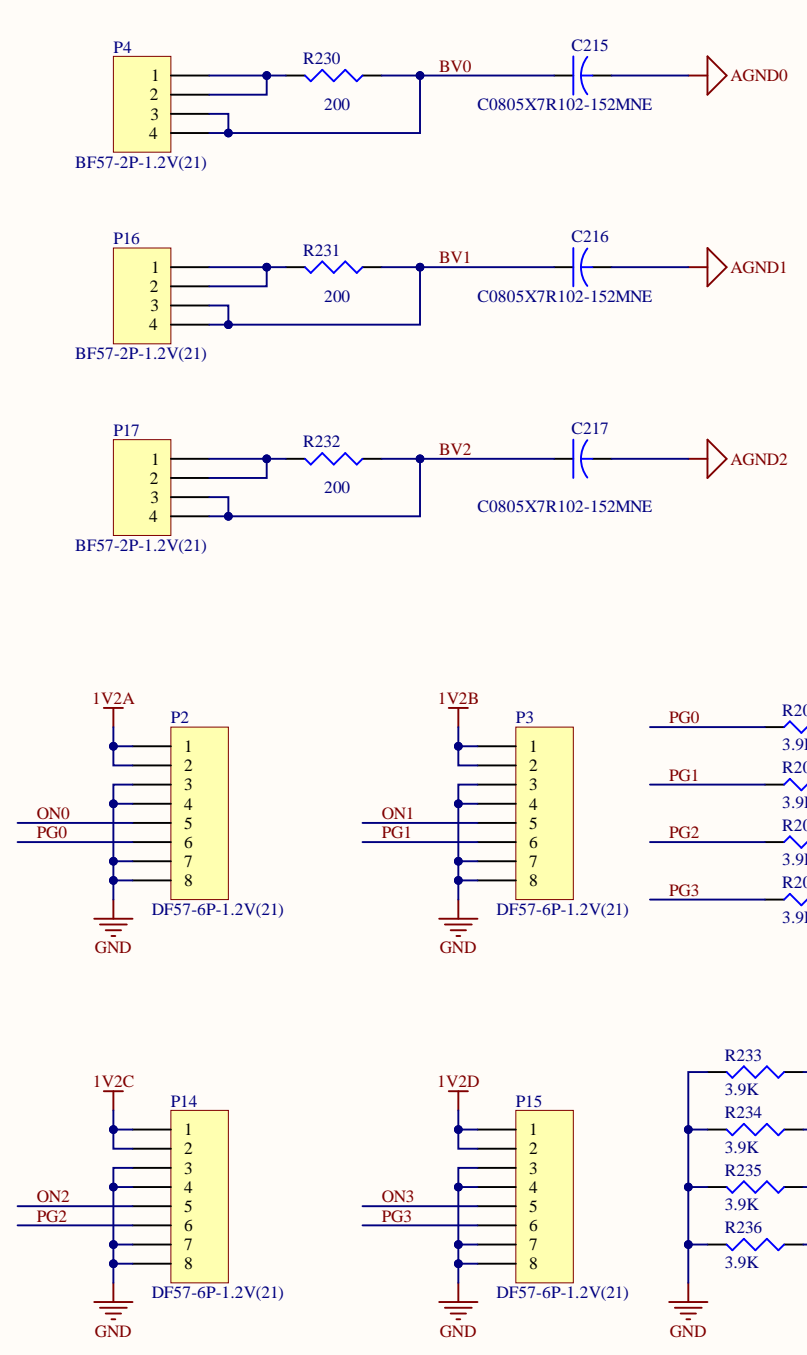 P4
R230
C215
1
BV0
AGND0
2
200
C0805X7R102-152MNE
3
4
BF57-2P-1.2V(21)
P16
R231
C216
1
BV1
AGND1
2
200
C0805X7R102-152MNE
3
4
BF57-2P-1.2V(21)
P17
R232
C217
1
BV2
AGND2
2
200
3
C0805X7R102-152MNE
4
BF57-2P-1.2V(21)
1V2A
P2
1
2
3
4
ON0
5
PG0
6
7
8
DF57-6P-1.2V(21)
GND
1V2B
P3
1
2
3
4
ON1
5
PG1
6
7
8
DF57-6P-1.2V(21)
GND
PG0
PG1
PG2
PG3
1V2C
P14
1
2
3
4
ON2
5
PG2
6
7
8
DF57-6P-1.2V(21)
GND
1V2D
P15
1
2
3
4
ON3
5
PG3
6
7
8
DF57-6P-1.2V(21)
GND
R233
3.9K
R234
3.9K
R235
3.9K
R236
3.9K
GND